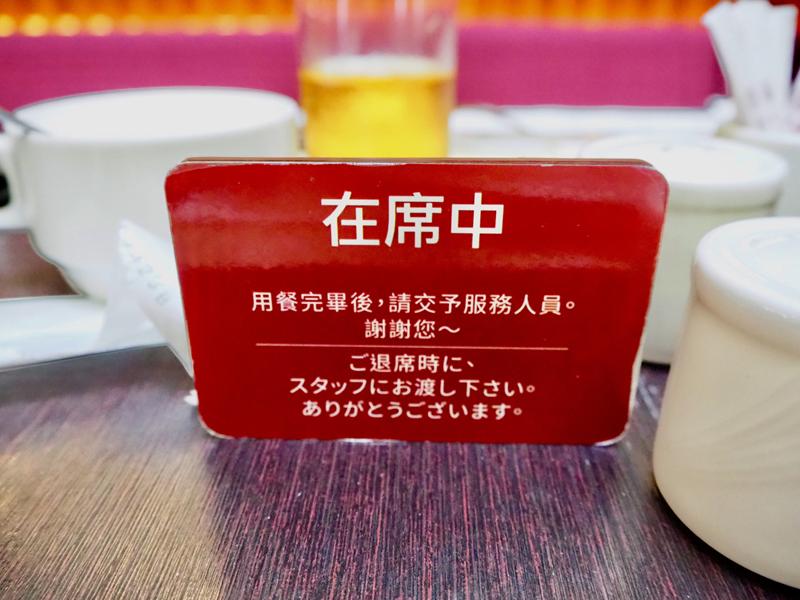 在席中
用餐完畢後，請交予服務人員。
謝謝您～
ご退席時に、
スタッフにお渡し下さい。
ありがとうございます。